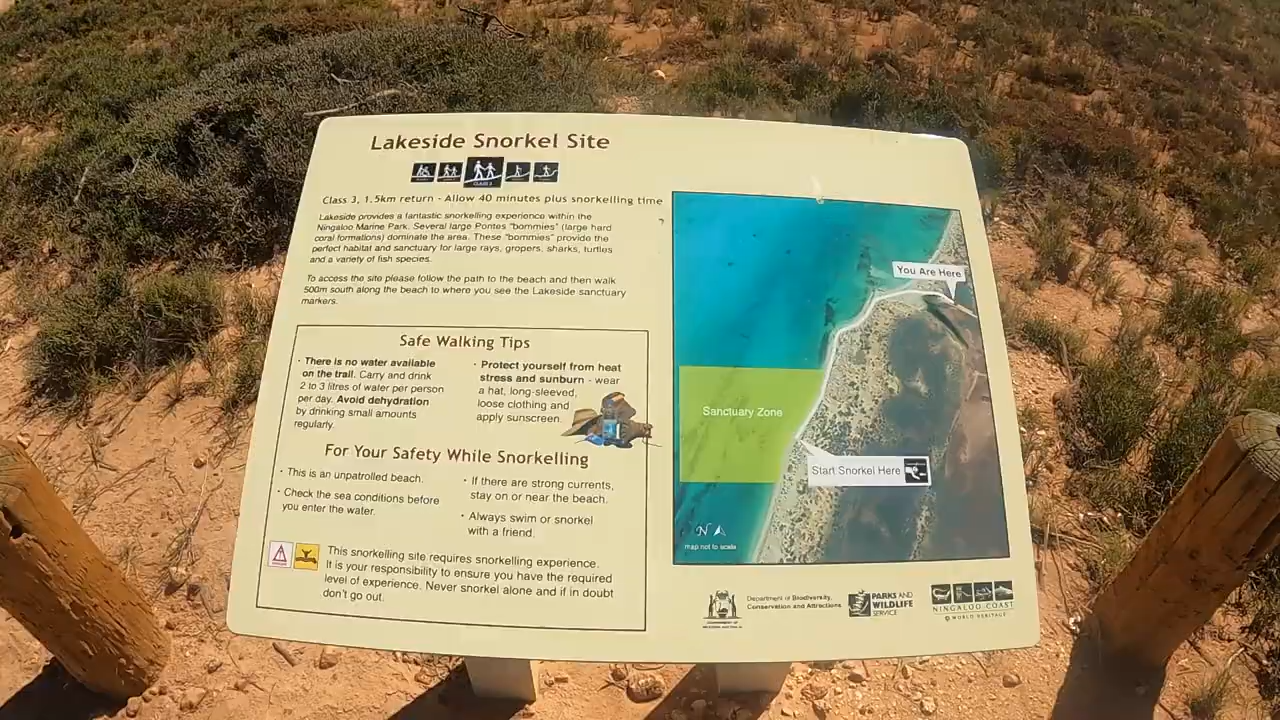 Lakeside Snorkel Site
CLASS 3
Class 3, 1.5km return - Allow 40 minutes plus snorkelling time
Lakeside provides a fantastic snorkelling experience within the
Ningaloo Marine Park. Several large Porites "bommies" (large hard
coral formations) dominate the area. These "bommies" provide the
perfect habitat and sanctuary for large rays, gropers, sharks, turtles
and a variety of fish species.
To access the site please follow the path to the beach and then walk
500m south along the beach to where you see the Lakeside sanctuary
markers.
Safe Walking Tips
· There is no water available
on the trail. Carry and drink
2 to 3 litres of water per person
per day. Avoid dehydration
by drinking small amounts
regularly.
· Protect yourself from heat
stress and sunburn - wear
a hat, long-sleeved,
loose clothing and
apply sunscreen.
For Your Safety While Snorkelling
· This is an unpatrolled beach.
· Check the sea conditions before
you enter the water.
· If there are strong currents,
stay on or near the beach.
· Always swim or snorkel
with a friend.
This snorkelling site requires snorkelling experience.
It is your responsibility to ensure you have the required
level of experience. Never snorkel alone and if in doubt
don't go out.
You Are Here
Sanctuary Zone
Start Snorkel Here
N
map not to scale
Department of Biodiversity,
Conservation and Attractions
PARKS AND
WILDLIFE
SERVICE
NINGALOO COAST
WORLD HERITAGE